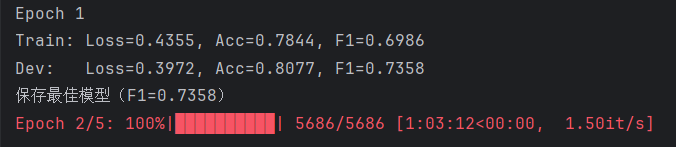 Epoch 1
Train: Loss=0.4355, Acc=0.7844, F1=0.6986
Dev:   Loss=0.3972, Acc=0.8077, F1=0.7358
保存最佳模型（F1=0.7358）
Epoch 2/5: 100%|██████████| 5686/5686 [1:03:12<00:00,  1.50it/s]